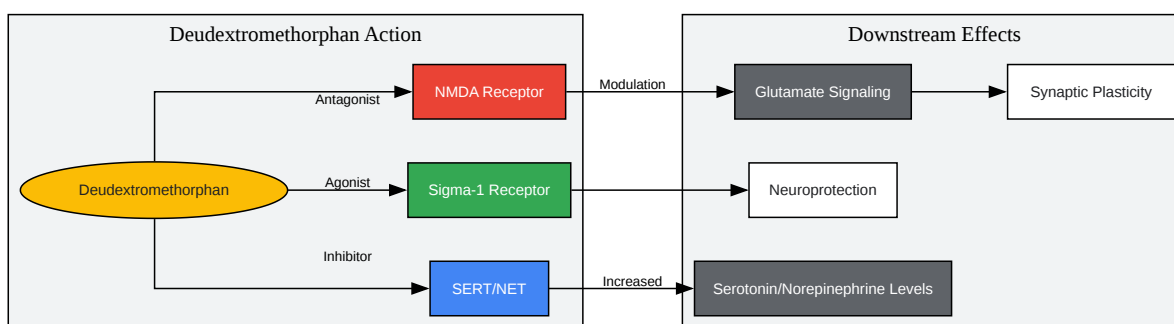 Deudextromethorphan Action
Downstream Effects
Antagonist
NMDA Receptor
Modulation
Glutamate Signaling
Synaptic Plasticity
Deudextromethorphan
Agonist
Sigma-1 Receptor
Neuroprotection
Inhibitor
SERT/NET
Increased
Serotonin/Norepinephrine Levels